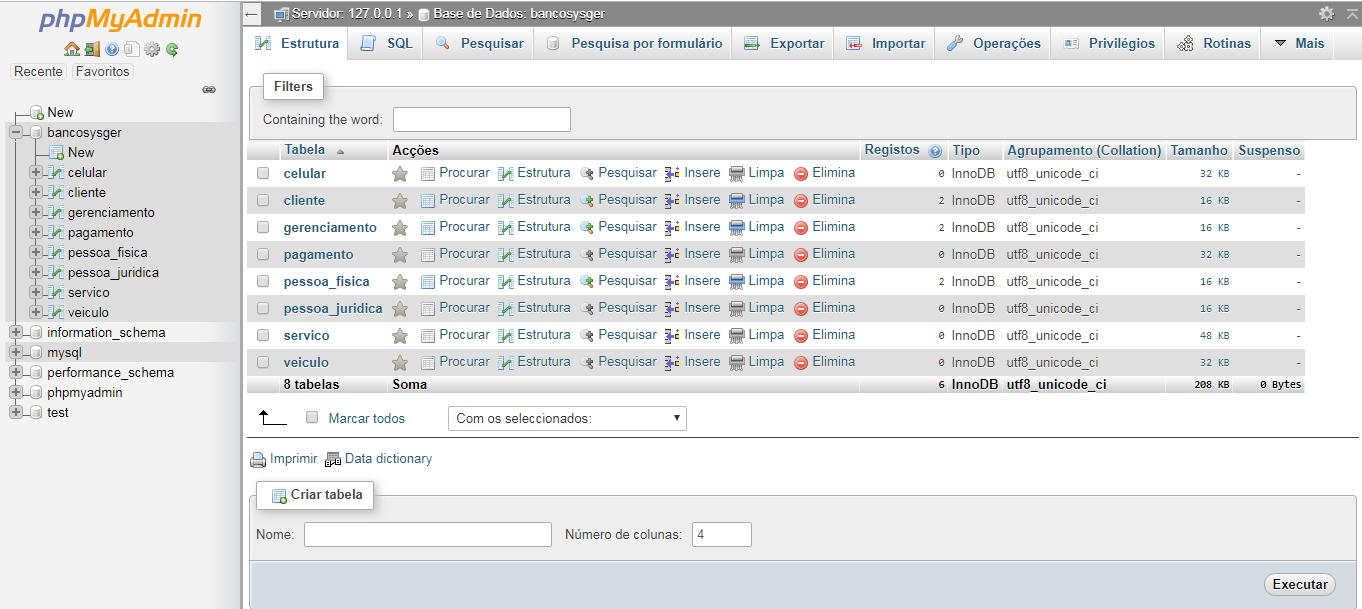 phpMyAdmin
Recente Favoritos
New
bancosysger
New
celular
cliente
gerenciamento
pagamento
pessoa_fisica
pessoa_juridica
servico
veiculo
information_schema
mysql
performance_schema
phpmyadmin
test
Servidor: 127.0.0.1 » Base de Dados: bancosysger
Estrutura SQL Pesquisar Pesquisa por formulário Exportar Importar Operações Privilégios Rotinas Mais
Filters
Containing the word:
Tabela Acções Registos Tipo Agrupamento (Collation) Tamanho Suspenso
celular Procurar Estrutura Pesquisar Insere Limpa Elimina 0 InnoDB utf8_unicode_ci 32 KB -
cliente Procurar Estrutura Pesquisar Insere Limpa Elimina 2 InnoDB utf8_unicode_ci 16 KB -
gerenciamento Procurar Estrutura Pesquisar Insere Limpa Elimina 2 InnoDB utf8_unicode_ci 16 KB -
pagamento Procurar Estrutura Pesquisar Insere Limpa Elimina 0 InnoDB utf8_unicode_ci 32 KB -
pessoa_fisica Procurar Estrutura Pesquisar Insere Limpa Elimina 2 InnoDB utf8_unicode_ci 16 KB -
pessoa_juridica Procurar Estrutura Pesquisar Insere Limpa Elimina 0 InnoDB utf8_unicode_ci 16 KB -
servico Procurar Estrutura Pesquisar Insere Limpa Elimina 0 InnoDB utf8_unicode_ci 48 KB -
veiculo Procurar Estrutura Pesquisar Insere Limpa Elimina 0 InnoDB utf8_unicode_ci 32 KB -
8 tabelas Soma 6 InnoDB utf8_unicode_ci 208 KB 0 Bytes
Marcar todos Com os seleccionados:
Imprimir Data dictionary
Criar tabela
Nome: Número de colunas: 4
Executar